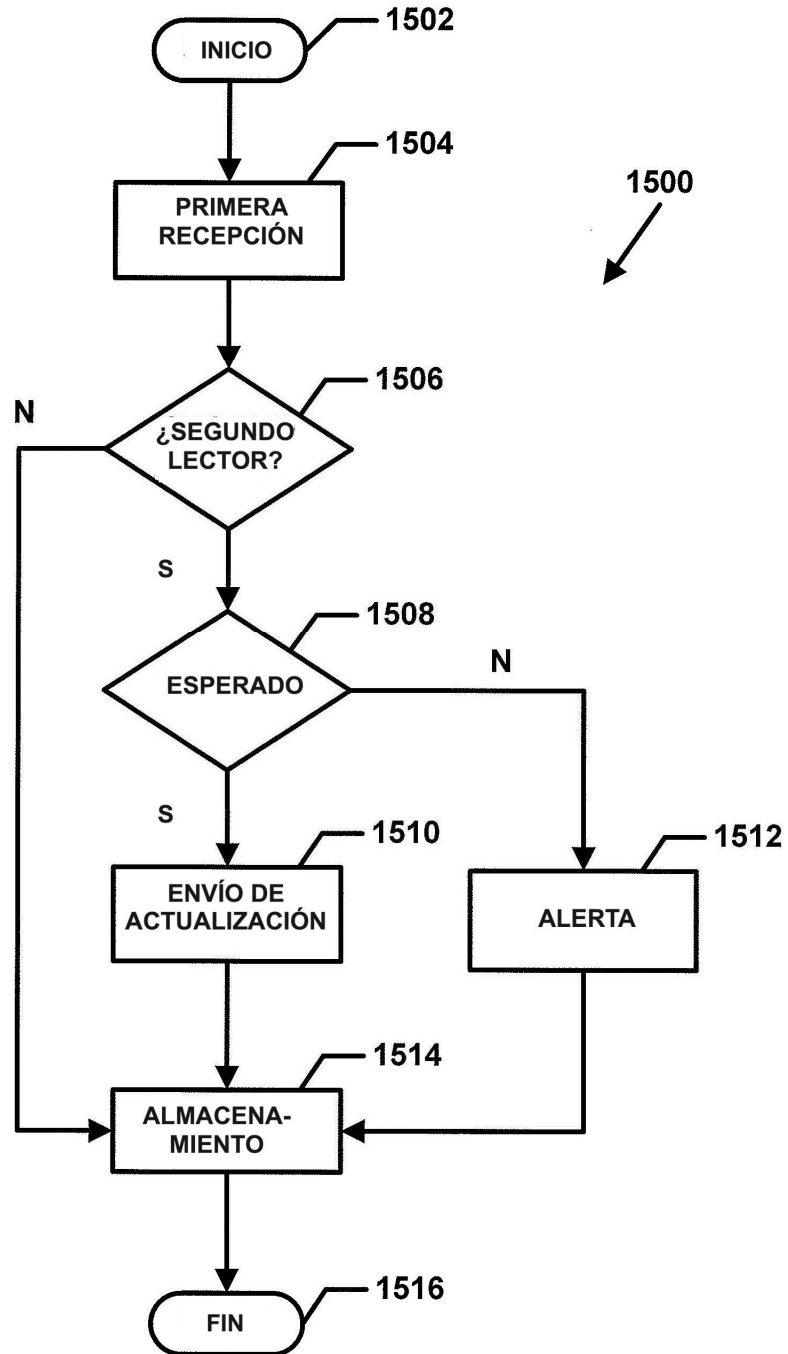 INICIO
1502
1504
PRIMERA
RECEPCIÓN
1500
1506
N
¿SEGUNDO
LECTOR?
S
1508
ESPERADO
N
S
1510
ENVÍO DE
ACTUALIZACIÓN
1512
ALERTA
1514
ALMACENA-
MIENTO
1516
FIN